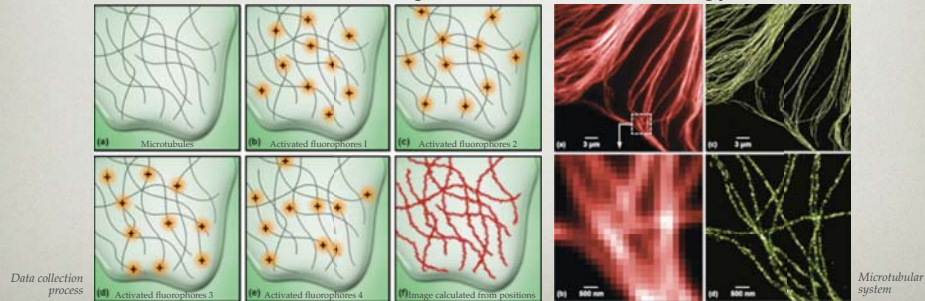 (a) Microtubules
(b) Activated fluorophores 1
(c) Activated fluorophores 2
(a) 3 µm
(c) 3 µm
Data collection
process
(d) Activated fluorophores 3
(e) Activated fluorophores 4
(f) Image calculated from positions
(b) 500 nm
(d) 500 nm
Microtubular
system